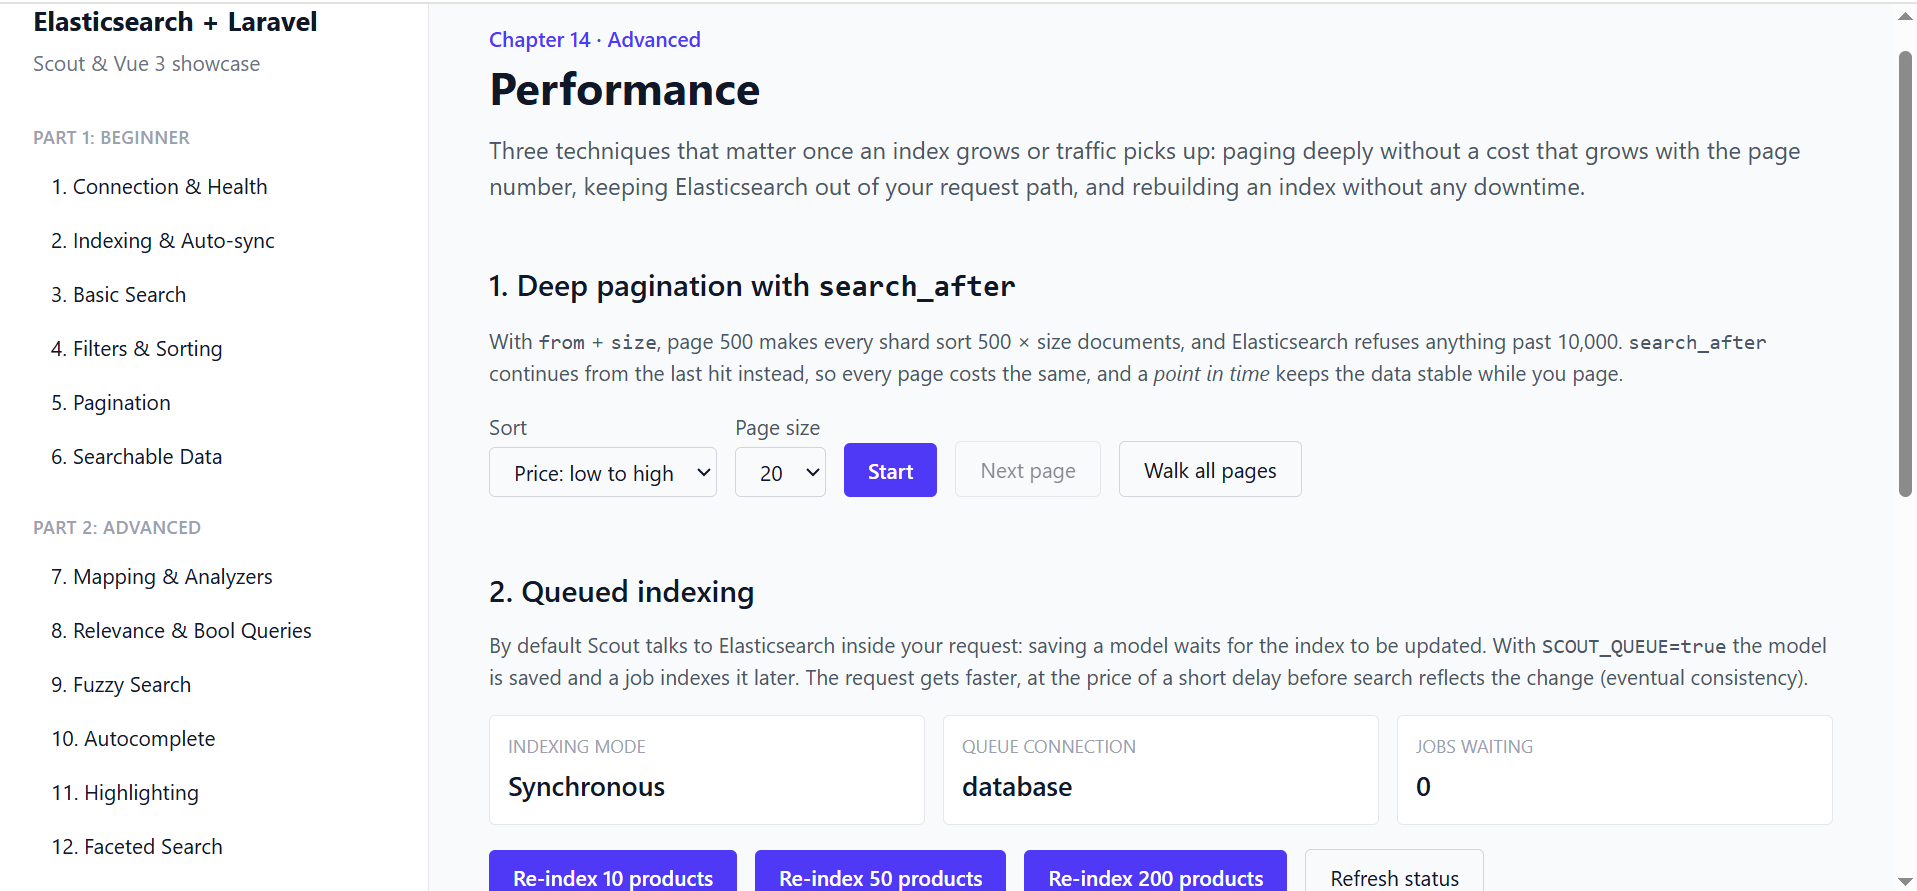 Elasticsearch + Laravel
Scout & Vue 3 showcase
PART 1: BEGINNER
1. Connection & Health
2. Indexing & Auto-sync
3. Basic Search
4. Filters & Sorting
5. Pagination
6. Searchable Data
PART 2: ADVANCED
7. Mapping & Analyzers
8. Relevance & Bool Queries
9. Fuzzy Search
10. Autocomplete
11. Highlighting
12. Faceted Search
Chapter 14 · Advanced
Performance
Three techniques that matter once an index grows or traffic picks up: paging deeply without a cost that grows with the page
number, keeping Elasticsearch out of your request path, and rebuilding an index without any downtime.
1. Deep pagination with search_after
With from + size, page 500 makes every shard sort 500 × size documents, and Elasticsearch refuses anything past 10,000. search_after
continues from the last hit instead, so every page costs the same, and a point in time keeps the data stable while you page.
Sort
Page size
Price: low to high
20
Start
Next page
Walk all pages
2. Queued indexing
By default Scout talks to Elasticsearch inside your request: saving a model waits for the index to be updated. With SCOUT_QUEUE=true the model
is saved and a job indexes it later. The request gets faster, at the price of a short delay before search reflects the change (eventual consistency).
INDEXING MODE
Synchronous
QUEUE CONNECTION
database
JOBS WAITING
0
Re-index 10 products
Re-index 50 products
Re-index 200 products
Refresh status